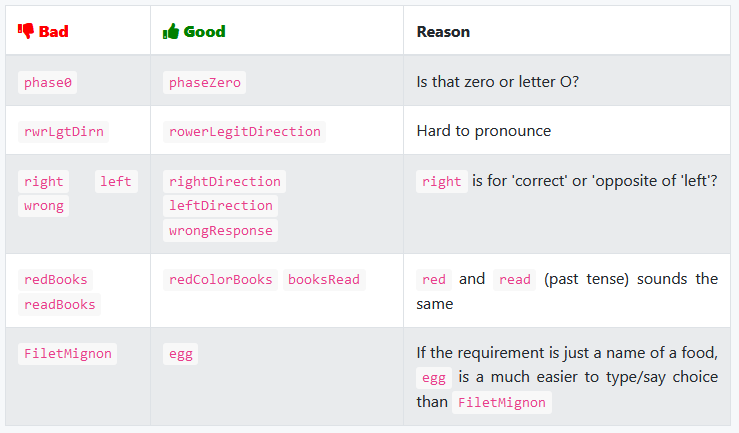 Bad Good Reason
phase0 phaseZero Is that zero or letter O?
rwrLgtDirn rowerLegitDirection Hard to pronounce
right left
wrong
rightDirection
leftDirection
wrongResponse
right is for 'correct' or 'opposite of 'left'?
redBooks
readBooks
redColorBooks booksRead
red and read (past tense) sounds the
same
FiletMignon
egg
If the requirement is just a name of a food,
egg is a much easier to type/say choice
than FiletMignon